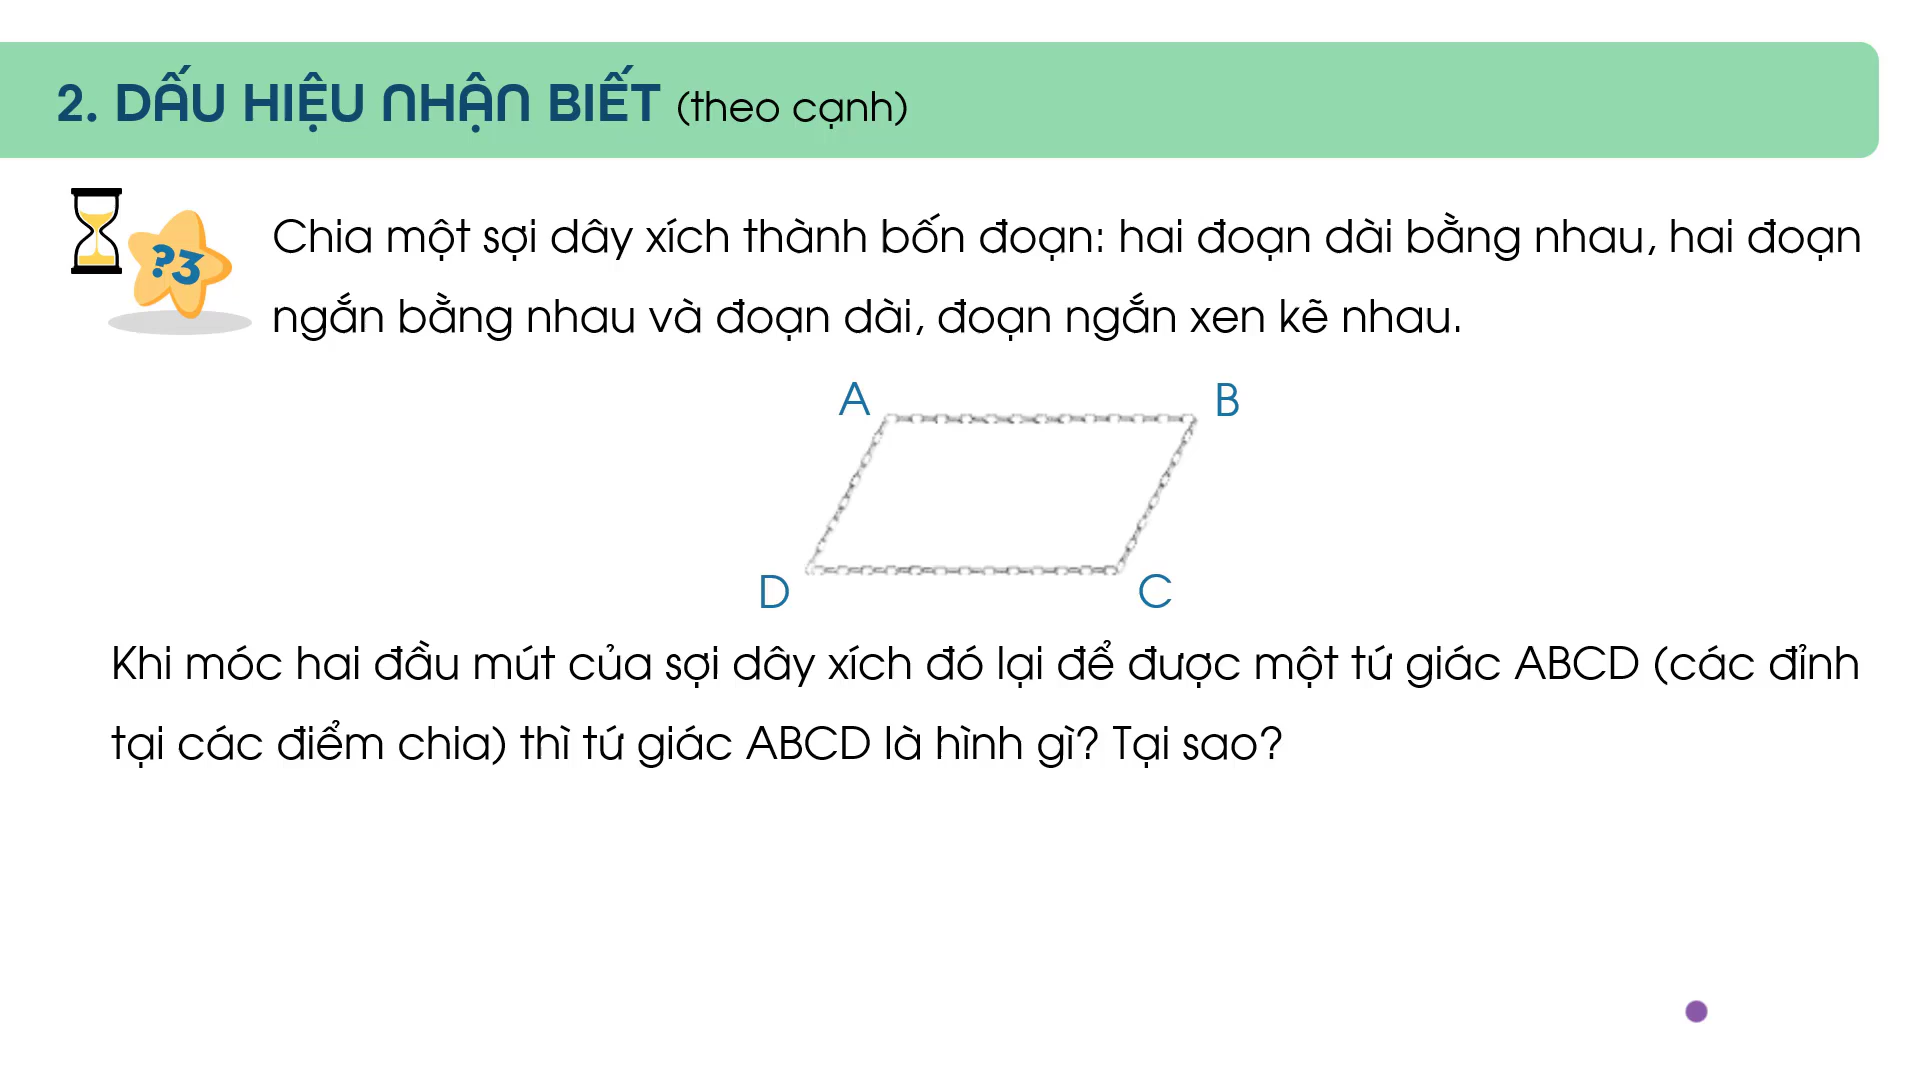 2. DẤU HIỆU NHẬN BIẾT (theo cạnh)
?3
Chia một sợi dây xích thành bốn đoạn: hai đoạn dài bằng nhau, hai đoạn
ngắn bằng nhau và đoạn dài, đoạn ngắn xen kẽ nhau.
A
B
D
C
Khi móc hai đầu mút của sợi dây xích đó lại để được một tứ giác ABCD (các đỉnh
tại các điểm chia) thì tứ giác ABCD là hình gì? Tại sao?